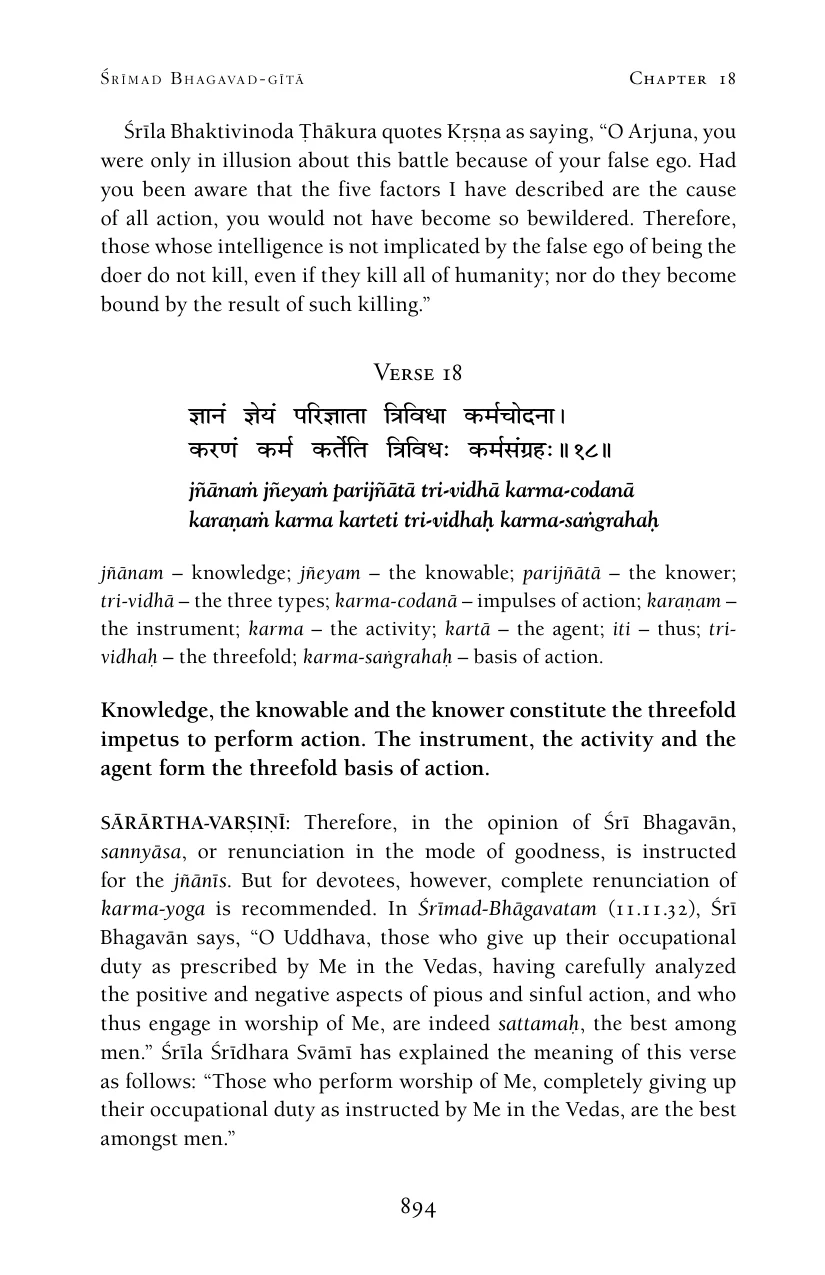 Śrīmad Bhagavad-gītā Chapter 18
Śrīla Bhaktivinoda Ṭhākura quotes Kṛṣṇa as saying, “O Arjuna, you
were only in illusion about this battle because of your false ego. Had
you been aware that the five factors I have described are the cause
of all action, you would not have become so bewildered. Therefore,
those whose intelligence is not implicated by the false ego of being the
doer do not kill, even if they kill all of humanity; nor do they become
bound by the result of such killing.”
Verse 18
ज्ञानं ज्ञेयं परिज्ञाता त्रिविधा कर्मचोदना।
करणं कर्म कर्तेति त्रिविधः कर्मसंग्रहः॥१८॥
jñānaṁ jñeyaṁ parijñātā tri-vidhā karma-codanā
karaṇaṁ karma karteti tri-vidhaḥ karma-saṅgrahaḥ
jñānam – knowledge; jñeyam – the knowable; parijñātā – the knower;
tri-vidhā – the three types; karma-codanā – impulses of action; karaṇam –
the instrument; karma – the activity; kartā – the agent; iti – thus; tri-
vidhaḥ – the threefold; karma-saṅgrahaḥ – basis of action.
Knowledge, the knowable and the knower constitute the threefold
impetus to perform action. The instrument, the activity and the
agent form the threefold basis of action.
SĀRĀRTHA-VARṢIṆĪ: Therefore, in the opinion of Śrī Bhagavān,
sannyāsa, or renunciation in the mode of goodness, is instructed
for the jñānīs. But for devotees, however, complete renunciation of
karma-yoga is recommended. In Śrīmad-Bhāgavatam (11.11.32), Śrī
Bhagavān says, “O Uddhava, those who give up their occupational
duty as prescribed by Me in the Vedas, having carefully analyzed
the positive and negative aspects of pious and sinful action, and who
thus engage in worship of Me, are indeed sattamaḥ, the best among
men.” Śrīla Śrīdhara Svāmī has explained the meaning of this verse
as follows: “Those who perform worship of Me, completely giving up
their occupational duty as instructed by Me in the Vedas, are the best
amongst men.”
894